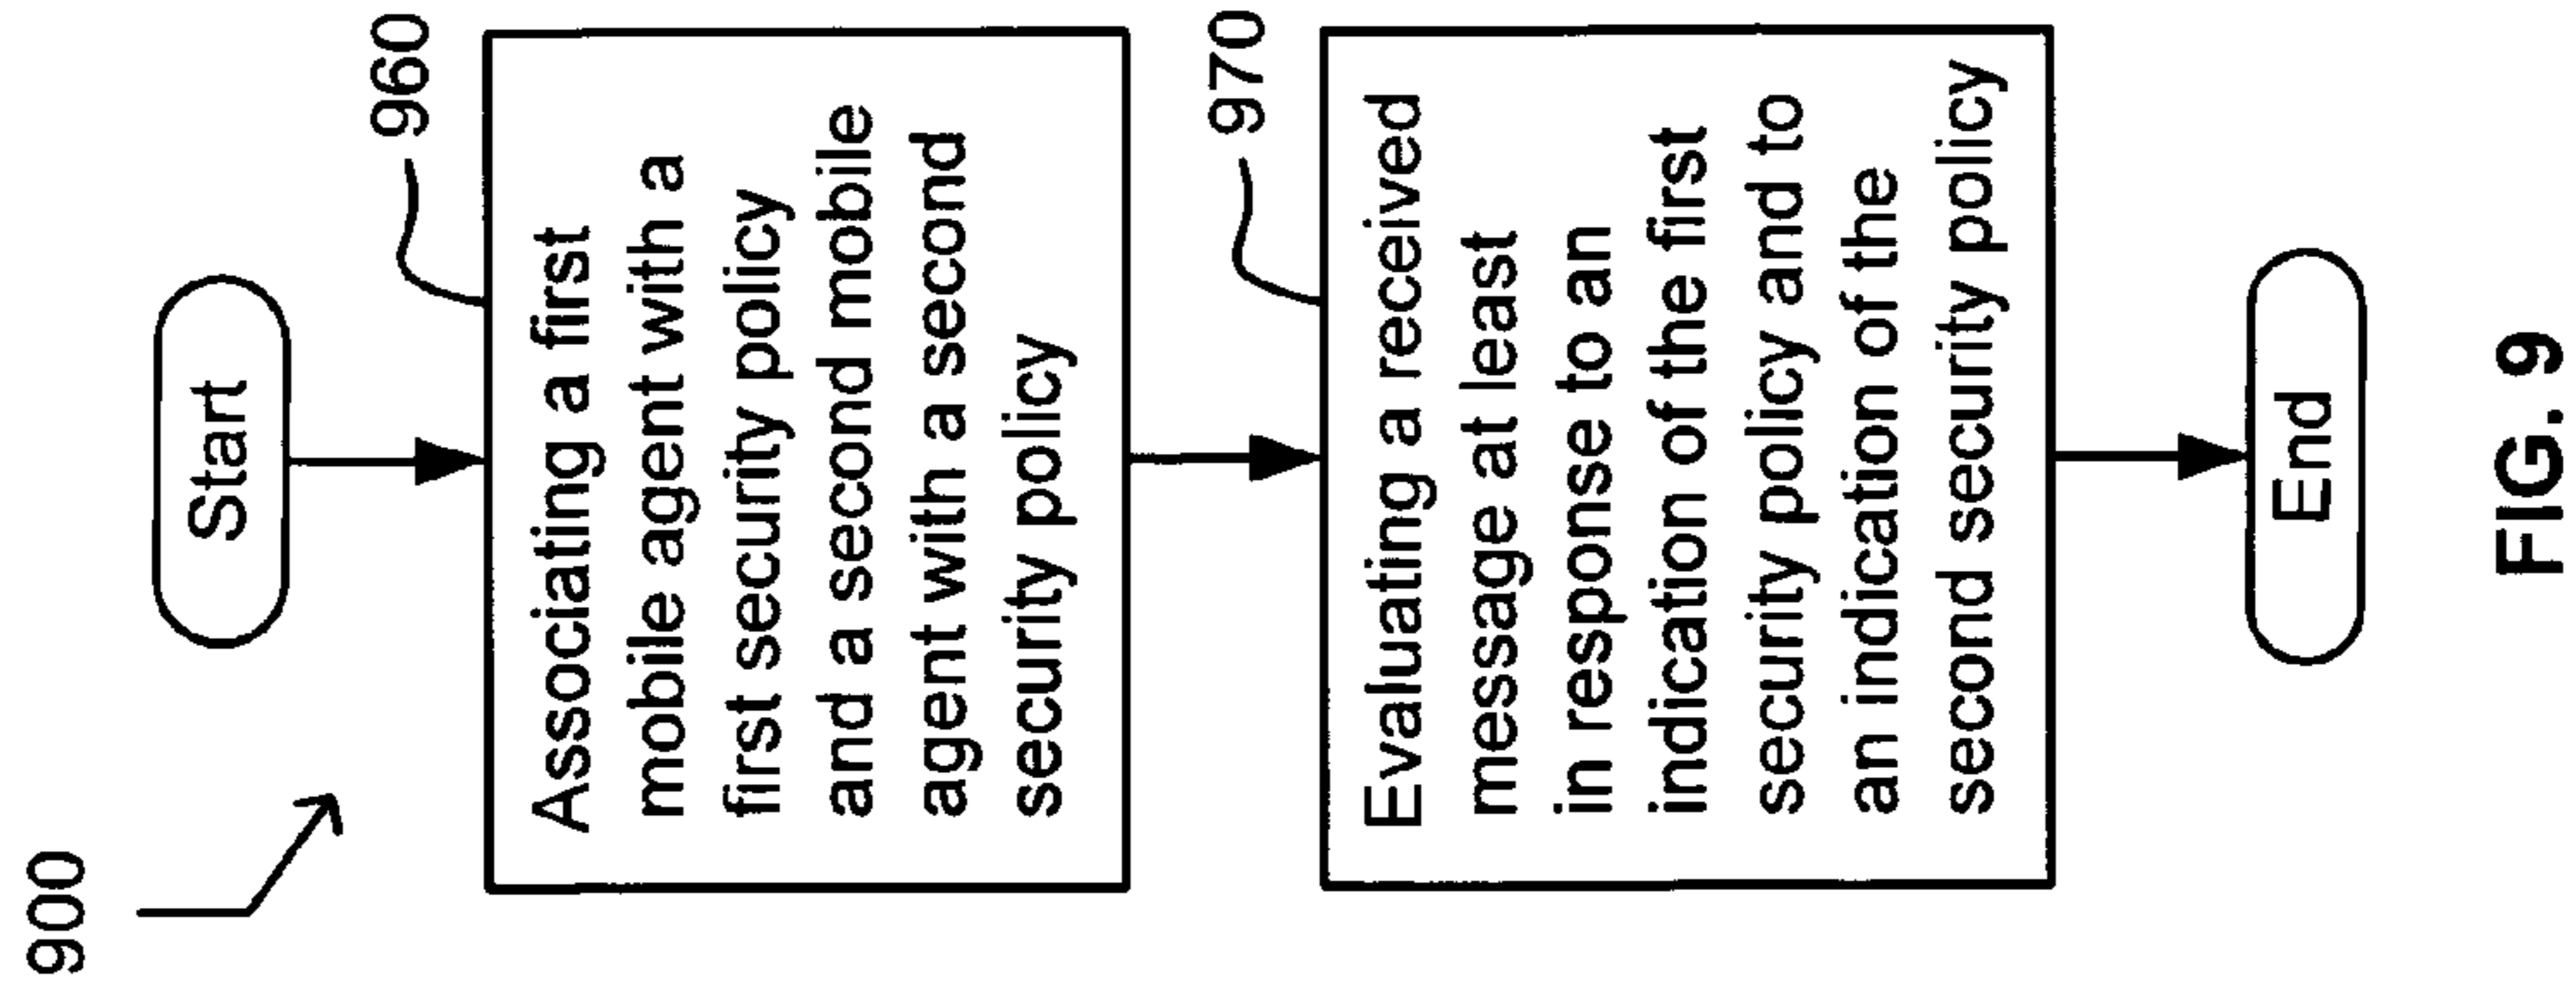 900
Start
960
Associating a first
mobile agent with a
first security policy
and a second mobile
agent with a second
security policy
970
Evaluating a received
message at least
in response to an
indication of the first
security policy and to
an indication of the
second security policy
End
FIG. 9